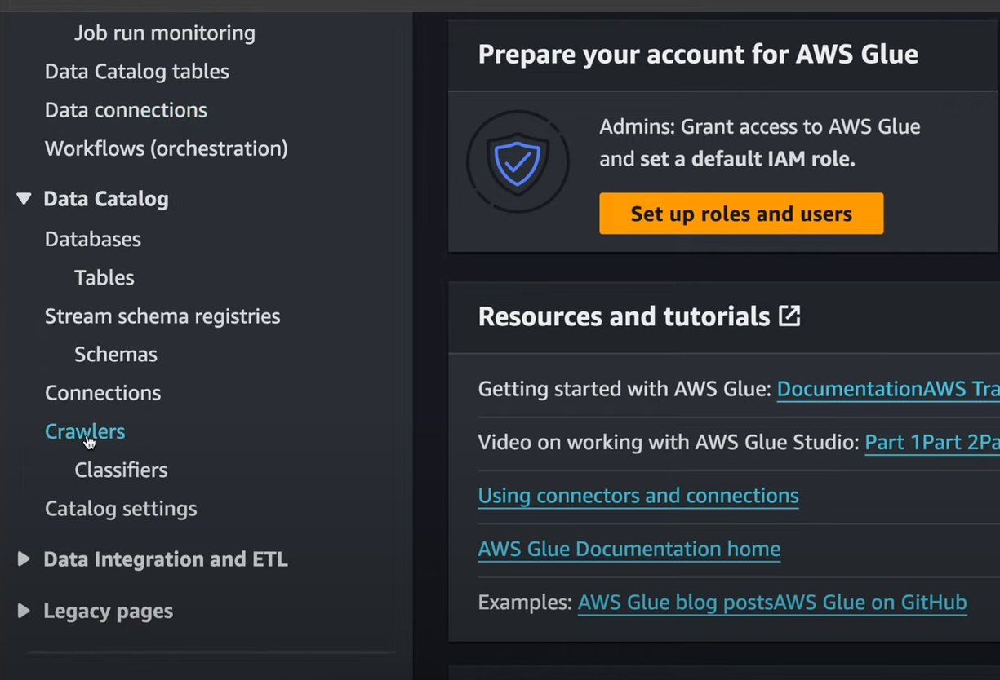 Job run monitoring
Data Catalog tables
Data connections
Workflows (orchestration)
Data Catalog
Databases
Tables
Stream schema registries
Schemas
Connections
Crawlers
Classifiers
Catalog settings
Data Integration and ETL
Legacy pages
Prepare your account for AWS Glue
Admins: Grant access to AWS Glue
and set a default IAM role.
Set up roles and users
Resources and tutorials
Getting started with AWS Glue: DocumentationAWS Tra
Video on working with AWS Glue Studio: Part 1Part 2Pa
Using connectors and connections
AWS Glue Documentation home
Examples: AWS Glue blog postsAWS Glue on GitHub